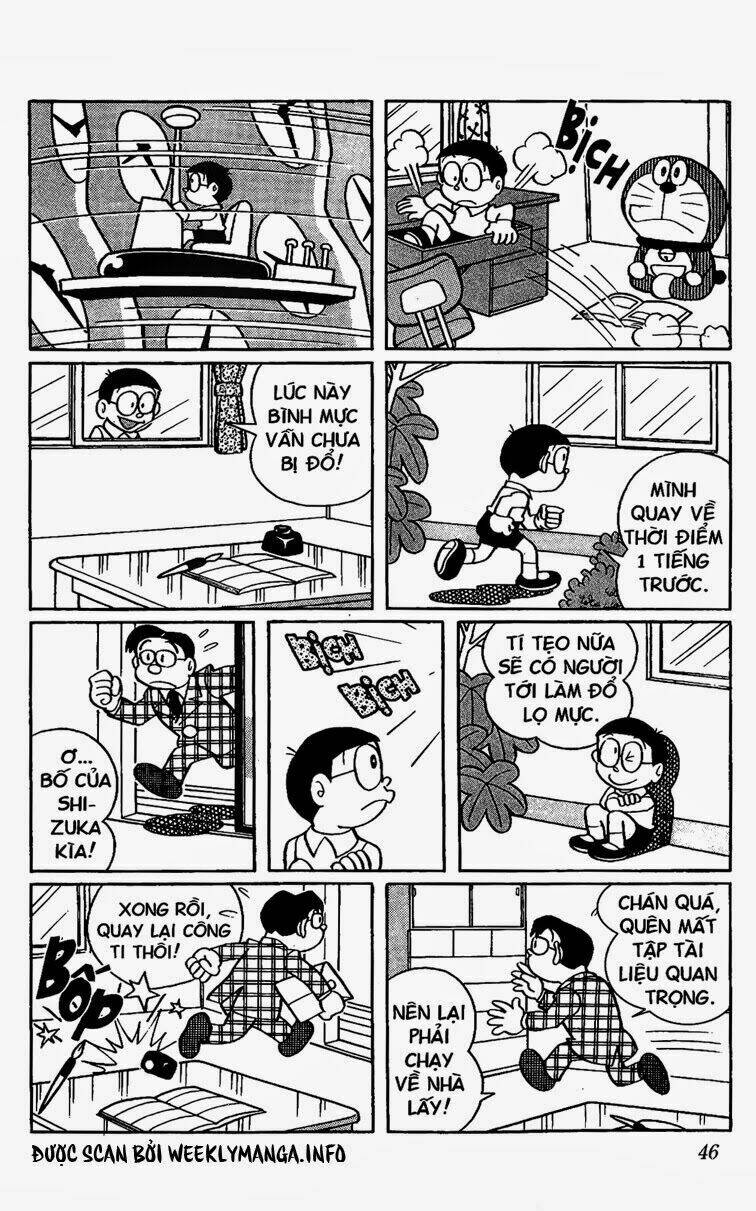 BỊCH
MÌNH
QUAY VỀ
THỜI ĐIỂM
1 TIẾNG
TRƯỚC.
LÚC NÀY
BÌNH MỰC
VẪN CHƯA
BỊ ĐỔ!
TÍ TẸO NỮA
SẼ CÓ NGƯỜI
TỚI LÀM ĐỔ
LỌ MỰC.
BỊCH
BỊCH
Ơ...
BỐ CỦA
SHI-
ZUKA
KÌA!
CHÁN QUÁ,
QUÊN MẤT
TẬP TÀI
LIỆU QUAN
TRỌNG.
NÊN LẠI
PHẢI
CHẠY
VỀ NHÀ
LẤY!
XONG RỒI,
QUAY LẠI CÔNG
TI THÔI!
BỐP
ĐƯỢC SCAN BỞI WEEKLYMANGA.INFO
46